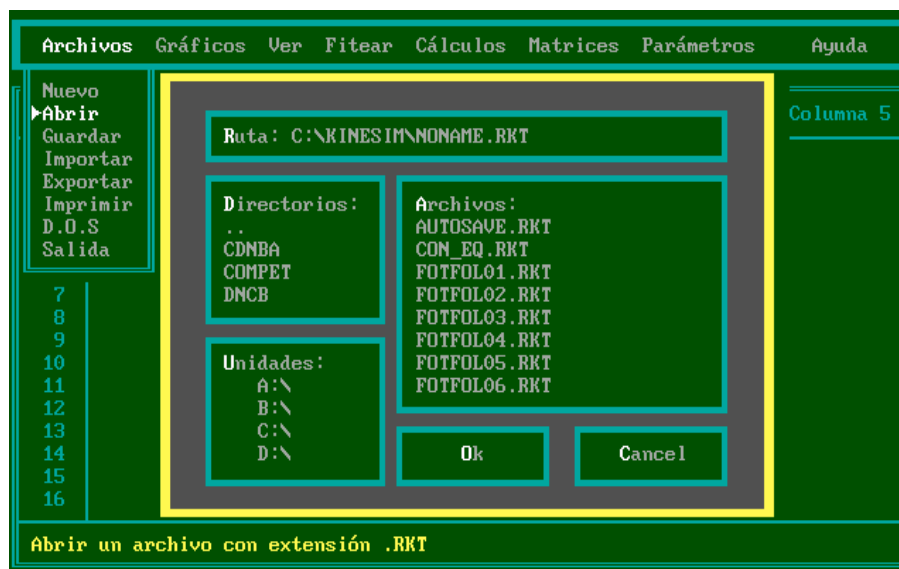 Archivos Gráficos Ver Fitear Cálculos Matrices Parámetros Ayuda
Nuevo
Abrir
Guardar
Importar
Exportar
Imprimir
D.O.S
Salida
Columna 5
Ruta: C:\KINESIM\NONAME.RKT
Directorios:
..
CDNBA
COMPET
DNCB
Archivos:
AUTOSAVE.RKT
CON_EQ.RKT
FOTFOL01.RKT
FOTFOL02.RKT
FOTFOL03.RKT
FOTFOL04.RKT
FOTFOL05.RKT
FOTFOL06.RKT
Unidades:
A:\
B:\
C:\
D:\
Ok
Cancel
7
8
9
10
11
12
13
14
15
16
Abrir un archivo con extensión .RKT